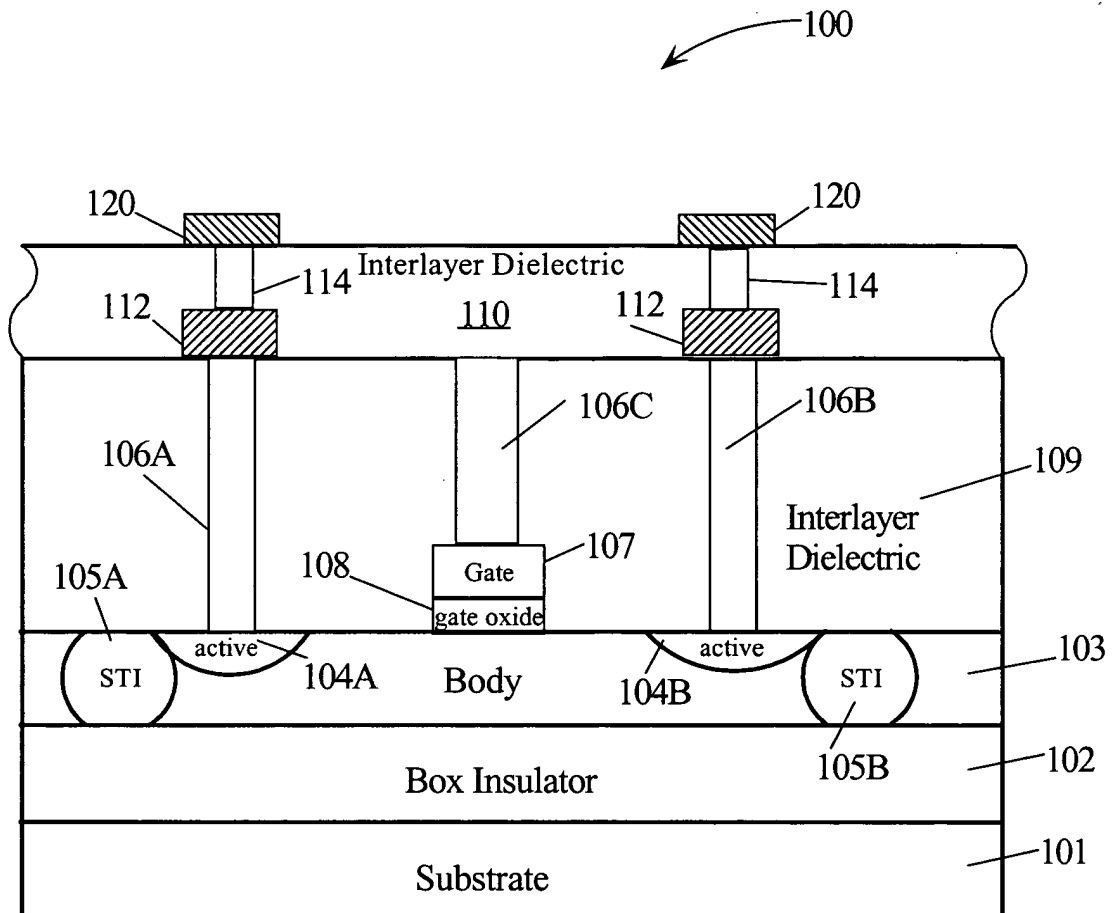 100
120
120
Interlayer Dielectric
114
114
112
110
112
106C
106B
106A
109
Interlayer
Dielectric
107
108
Gate
105A
gate oxide
active
active
103
STI
104A
Body
104B
STI
102
105B
Box Insulator
101
Substrate